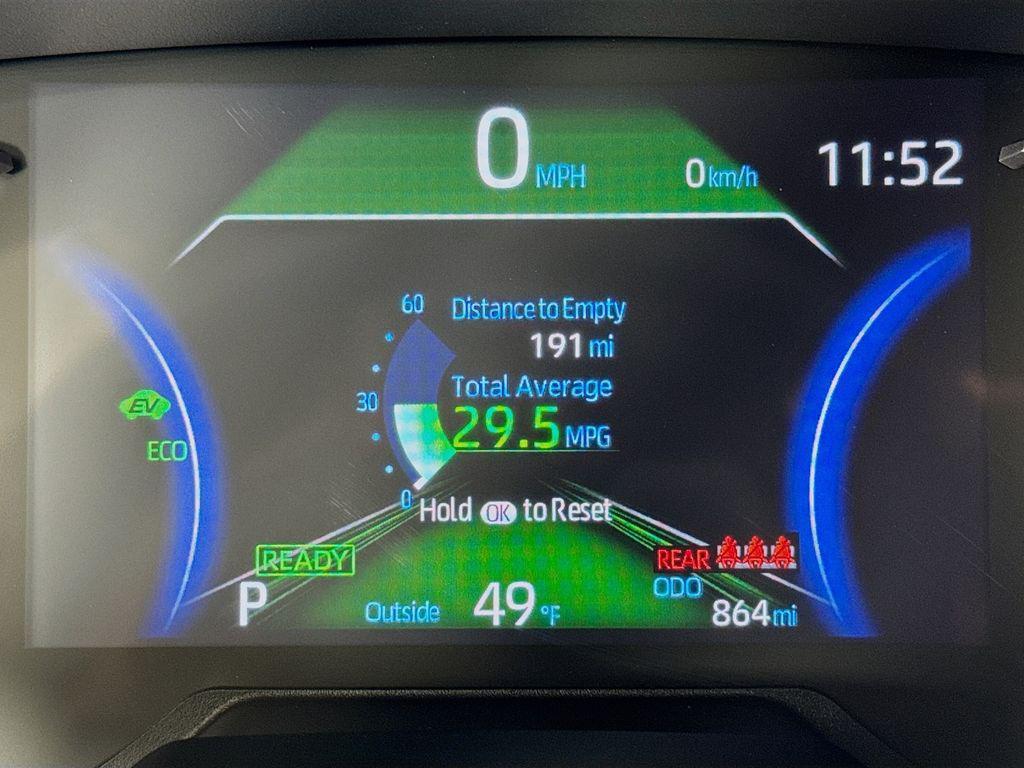 0 MPH
0 km/h
11:52
60
Distance to Empty
191 mi
Total Average
30
29.5 MPG
0
EV
ECO
Hold OK to Reset
READY
REAR
P
ODO
Outside 49 °F
864 mi